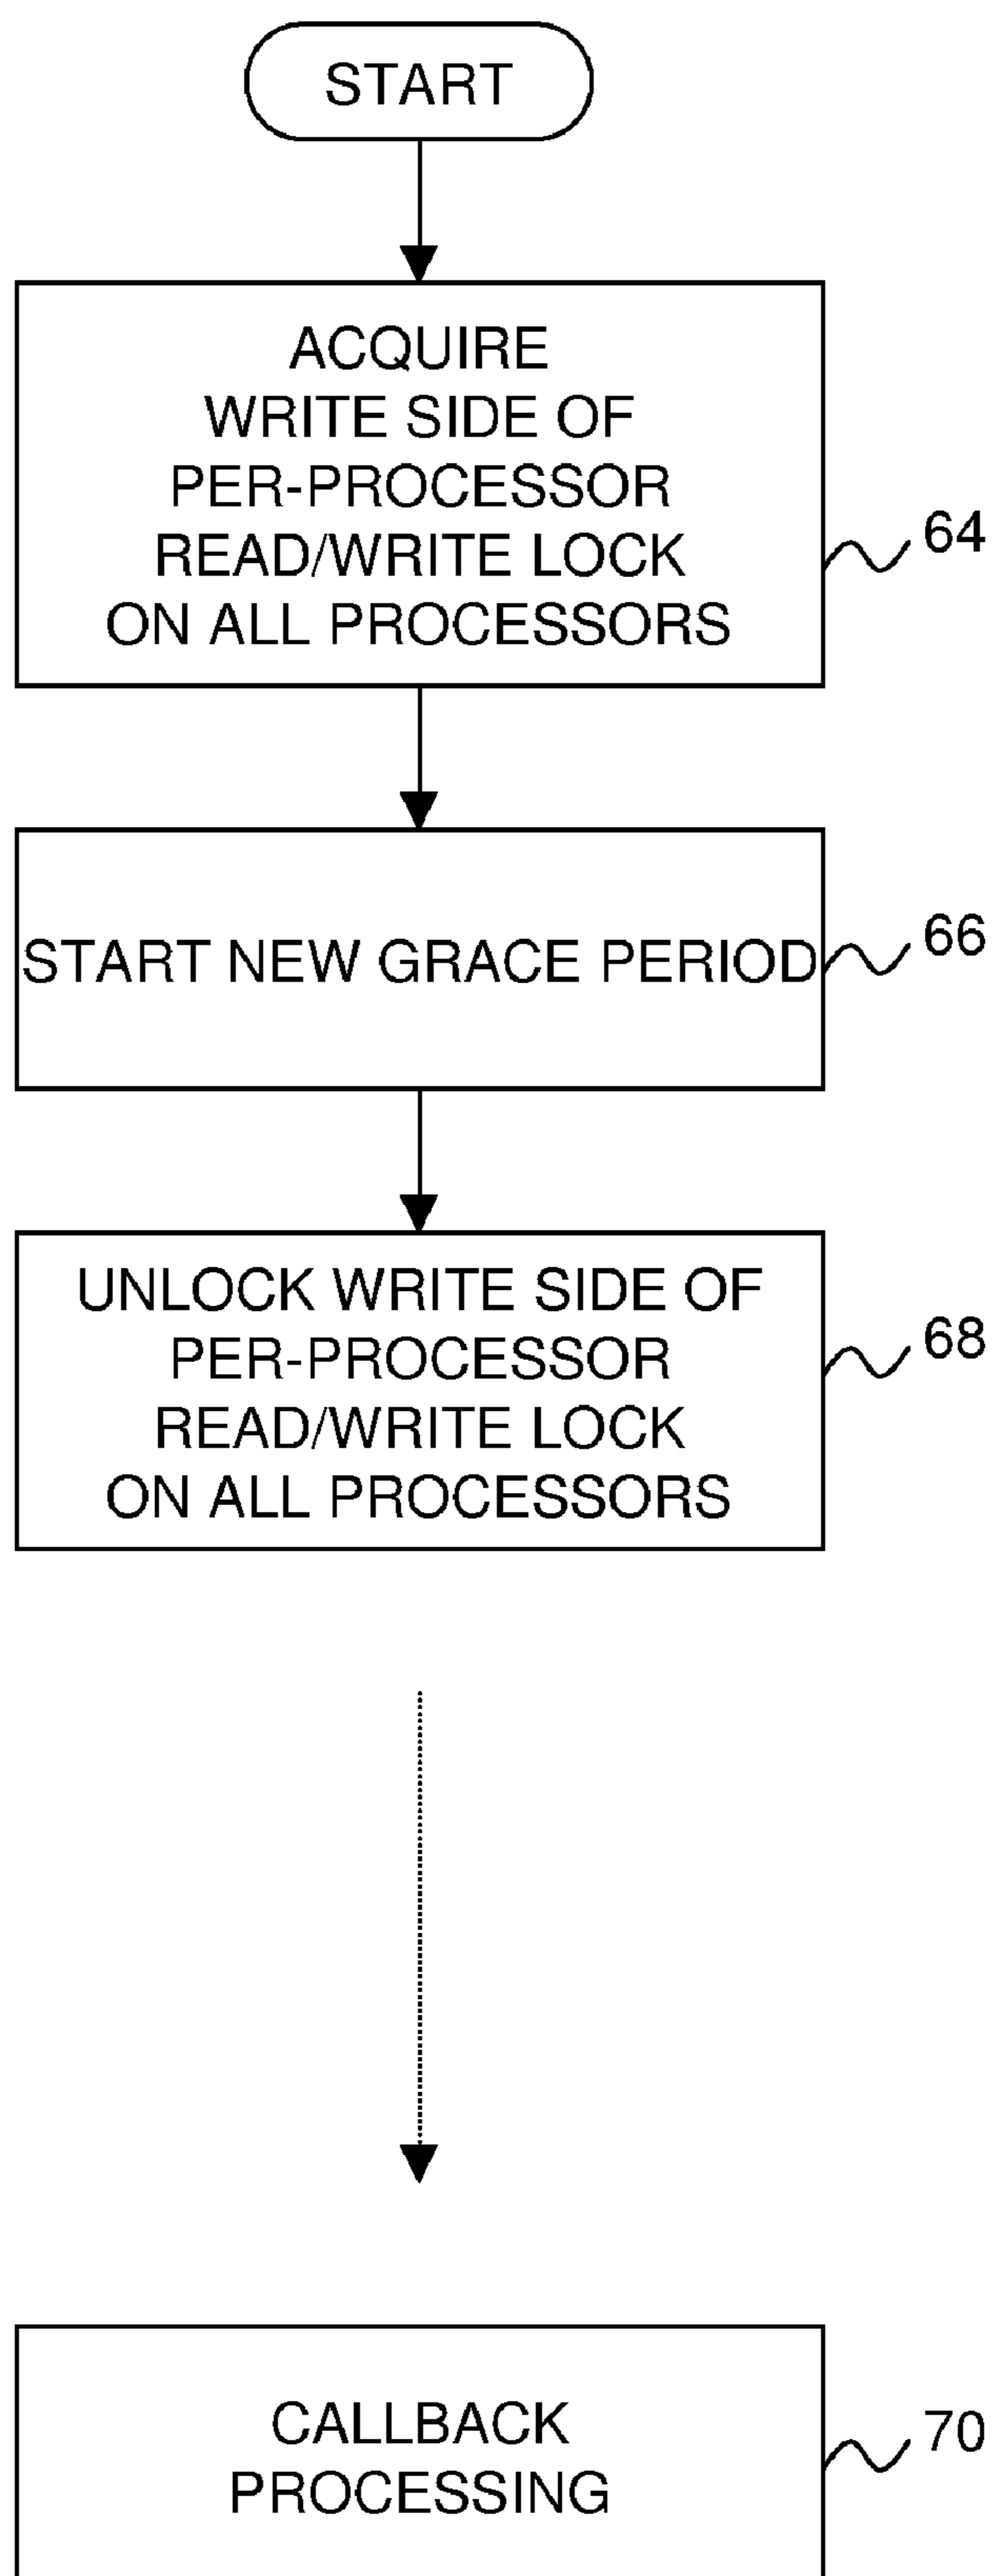 START
ACQUIRE
WRITE SIDE OF
PER-PROCESSOR
READ/WRITE LOCK
ON ALL PROCESSORS
64
START NEW GRACE PERIOD
66
UNLOCK WRITE SIDE OF
PER-PROCESSOR
READ/WRITE LOCK
ON ALL PROCESSORS
68
CALLBACK
PROCESSING
70